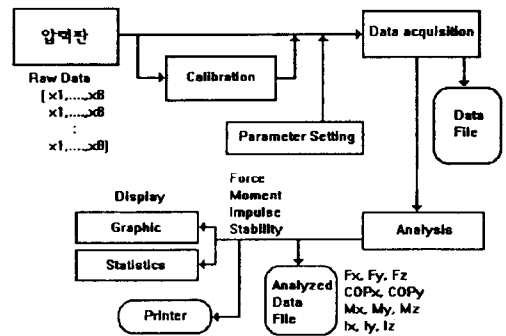 압력판
Data acquisition
Raw Data
[ x1,....,x8
x1,....,x8
:
x1,....,x8]
Calibration
Parameter Setting
Data
File
Force
Moment
Impulse
Stability
Display
Graphic
Statistics
Analysis
Printer
Analyzed
Data
File
Fx, Fy, Fz
COPx, COPy
Mx, My, Mz
Ix, Iy, Iz